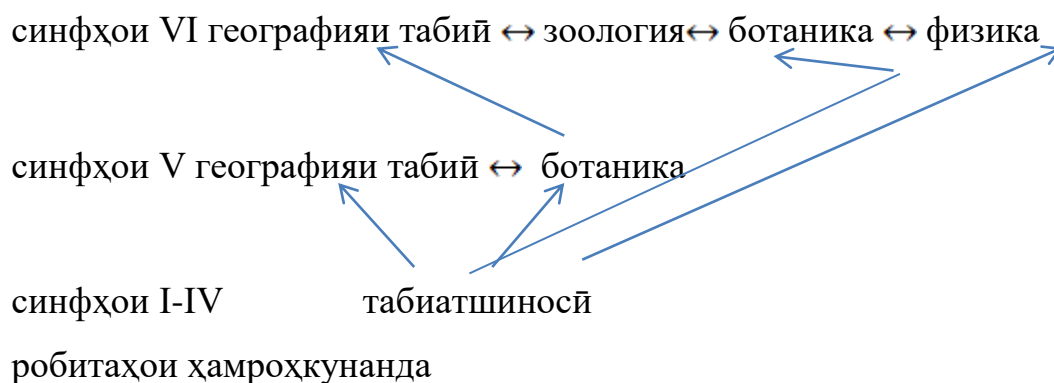 синфҳои VI географияи табиӣ ↔ зоология↔ ботаника ↔ физика
синфҳои V географияи табиӣ ↔ ботаника
синфҳои I-IV табиатшиносӣ
робитаҳои ҳамроҳкунанда